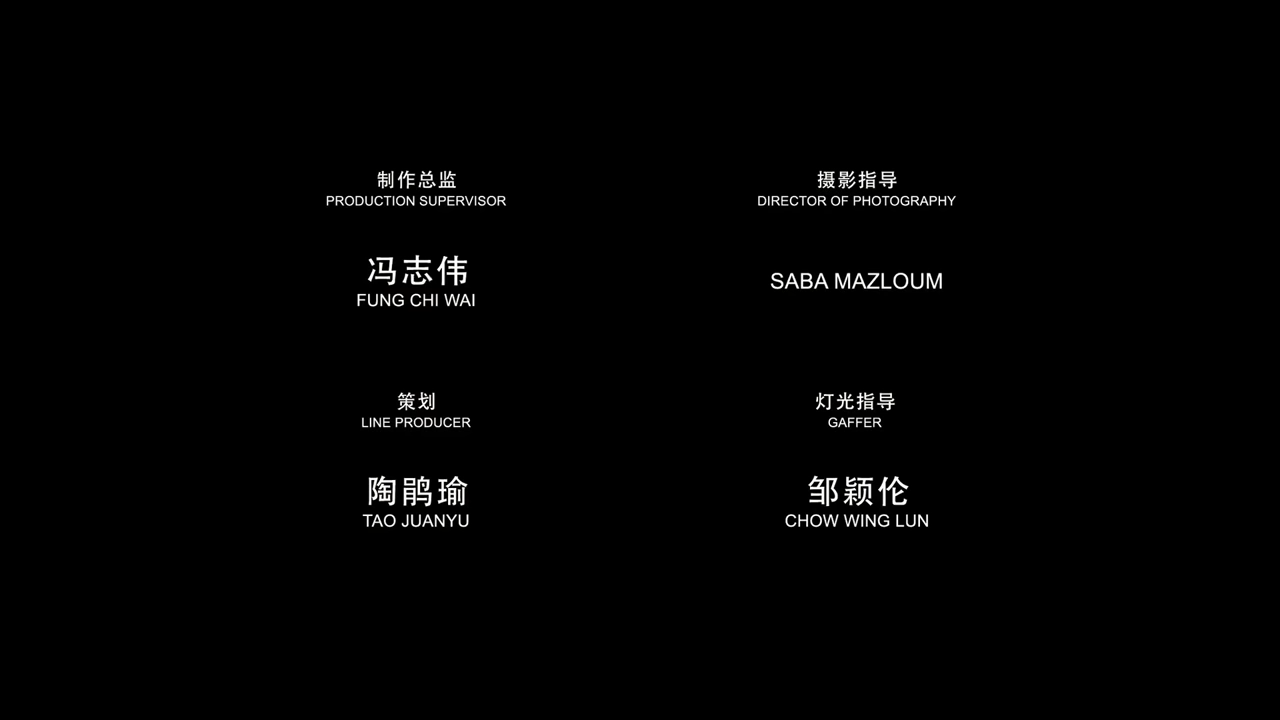 制作总监
PRODUCTION SUPERVISOR
冯志伟
FUNG CHI WAI
摄影指导
DIRECTOR OF PHOTOGRAPHY
SABA MAZLOUM
策划
LINE PRODUCER
陶鹃瑜
TAO JUANYU
灯光指导
GAFFER
邹颖伦
CHOW WING LUN